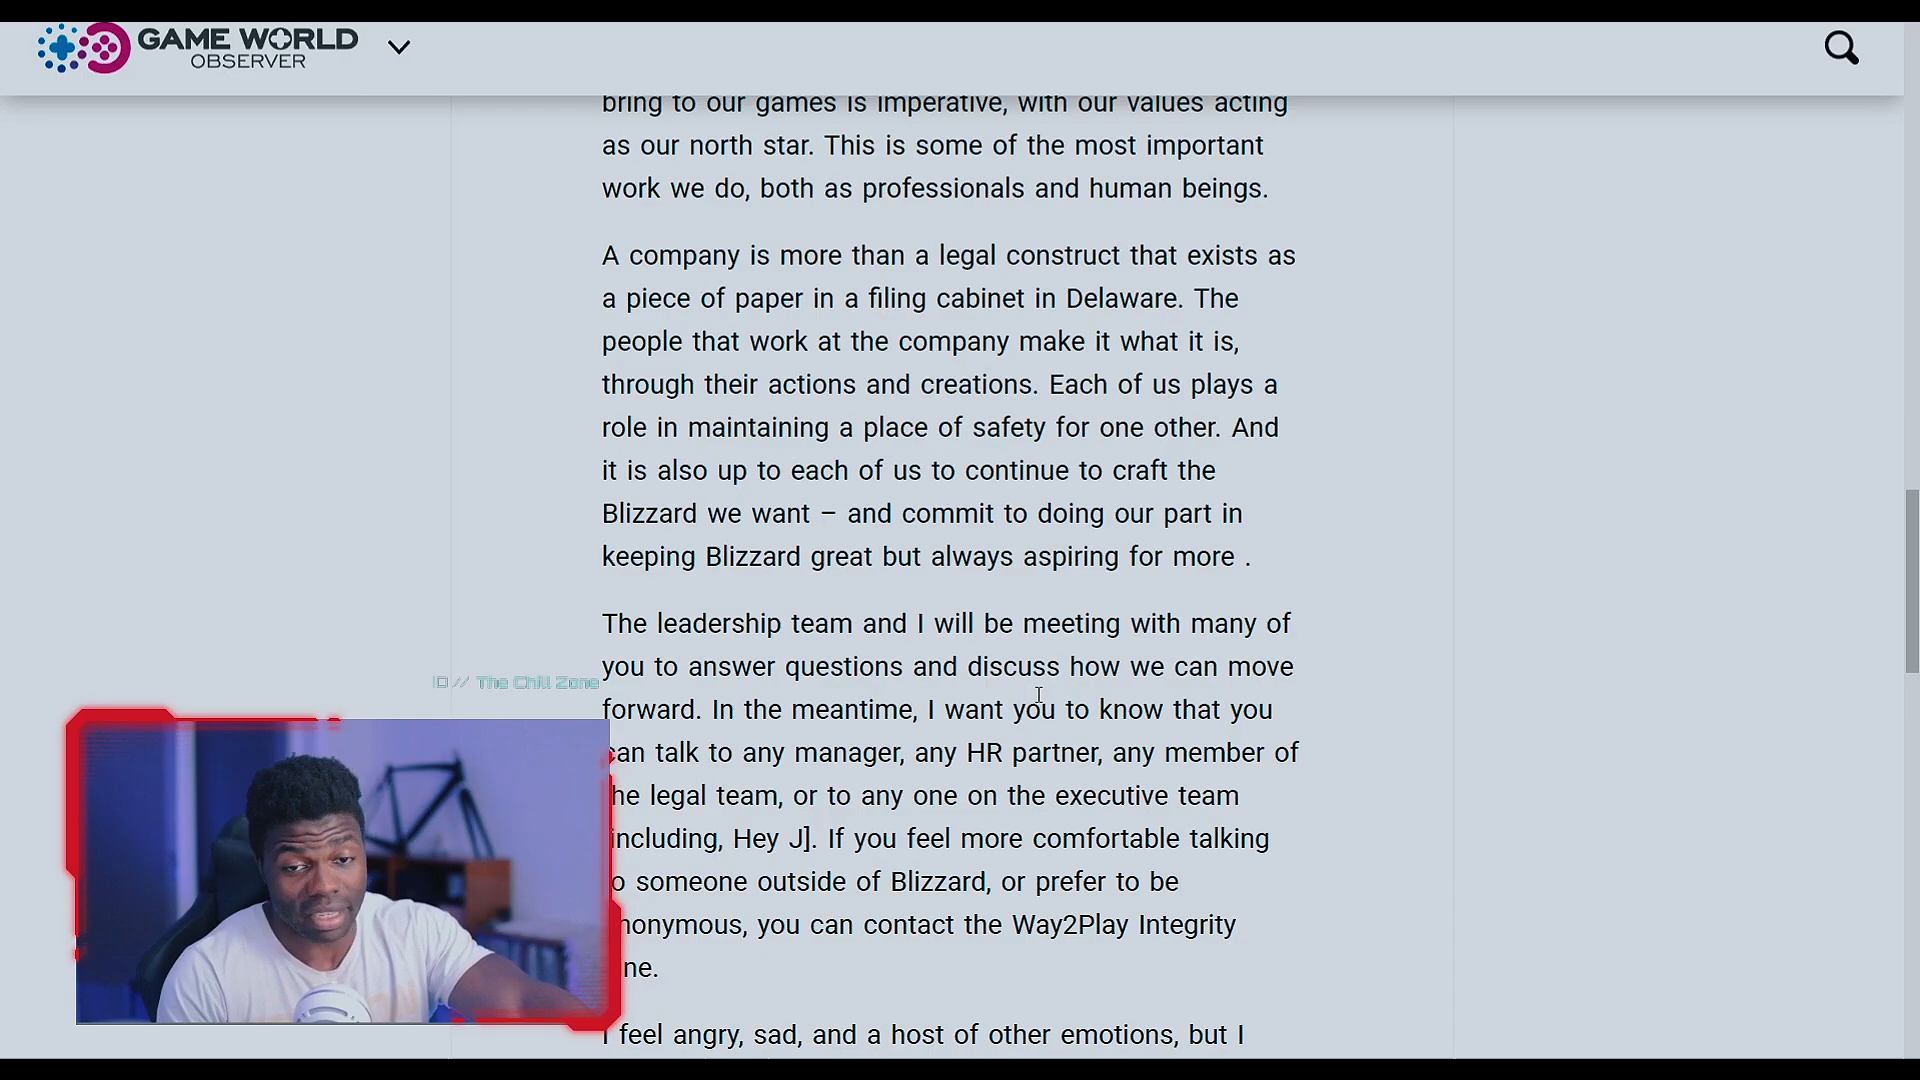 GAME WORLD
OBSERVER
bring to our games is imperative, with our values acting
as our north star. This is some of the most important
work we do, both as professionals and human beings.
A company is more than a legal construct that exists as
a piece of paper in a filing cabinet in Delaware. The
people that work at the company make it what it is,
through their actions and creations. Each of us plays a
role in maintaining a place of safety for one other. And
it is also up to each of us to continue to craft the
Blizzard we want – and commit to doing our part in
keeping Blizzard great but always aspiring for more .
The leadership team and I will be meeting with many of
you to answer questions and discuss how we can move
forward. In the meantime, I want you to know that you
can talk to any manager, any HR partner, any member of
he legal team, or to any one on the executive team
including, Hey J]. If you feel more comfortable talking
o someone outside of Blizzard, or prefer to be
nonymous, you can contact the Way2Play Integrity
ne.
I feel angry, sad, and a host of other emotions, but I
ID // The Chill Zone